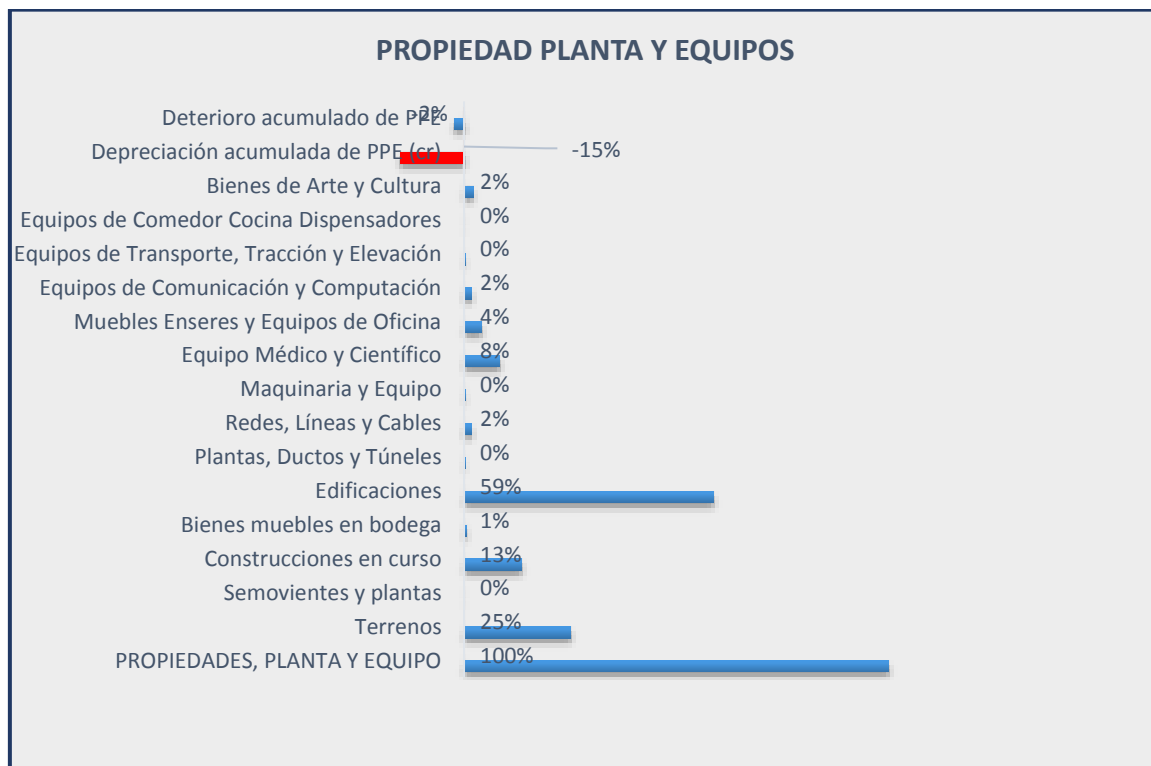 PROPIEDAD PLANTA Y EQUIPOS
Deterioro acumulado de PPE -2%
Depreciación acumulada de PPE (cr) -15%
Bienes de Arte y Cultura 2%
Equipos de Comedor Cocina Dispensadores 0%
Equipos de Transporte, Tracción y Elevación 0%
Equipos de Comunicación y Computación 2%
Muebles Enseres y Equipos de Oficina 4%
Equipo Médico y Científico 8%
Maquinaria y Equipo 0%
Redes, Líneas y Cables 2%
Plantas, Ductos y Túneles 0%
Edificaciones 59%
Bienes muebles en bodega 1%
Construcciones en curso 13%
Semovientes y plantas 0%
Terrenos 25%
PROPIEDADES, PLANTA Y EQUIPO 100%